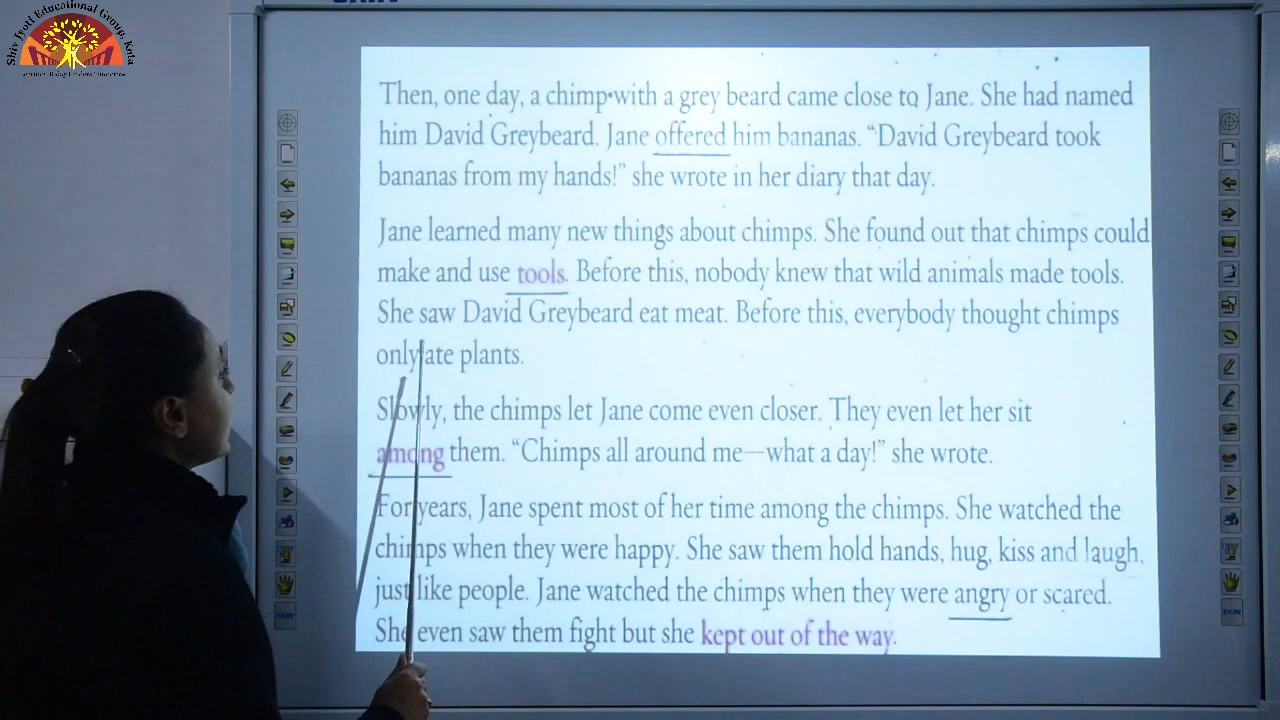 Shiv Jyoti Educational Group, Kota
Then, one day, a chimp with a grey beard came close to Jane. She had named
him David Greybeard. Jane offered him bananas. “David Greybeard took
bananas from my hands!” she wrote in her diary that day.
Jane learned many new things about chimps. She found out that chimps could
make and use tools. Before this, nobody knew that wild animals made tools.
She saw David Greybeard eat meat. Before this, everybody thought chimps
only ate plants.
Slowly, the chimps let Jane come even closer. They even let her sit
among them. “Chimps all around me—what a day!” she wrote.
For years, Jane spent most of her time among the chimps. She watched the
chimps when they were happy. She saw them hold hands, hug, kiss and laugh,
just like people. Jane watched the chimps when they were angry or scared.
She even saw them fight but she kept out of the way.